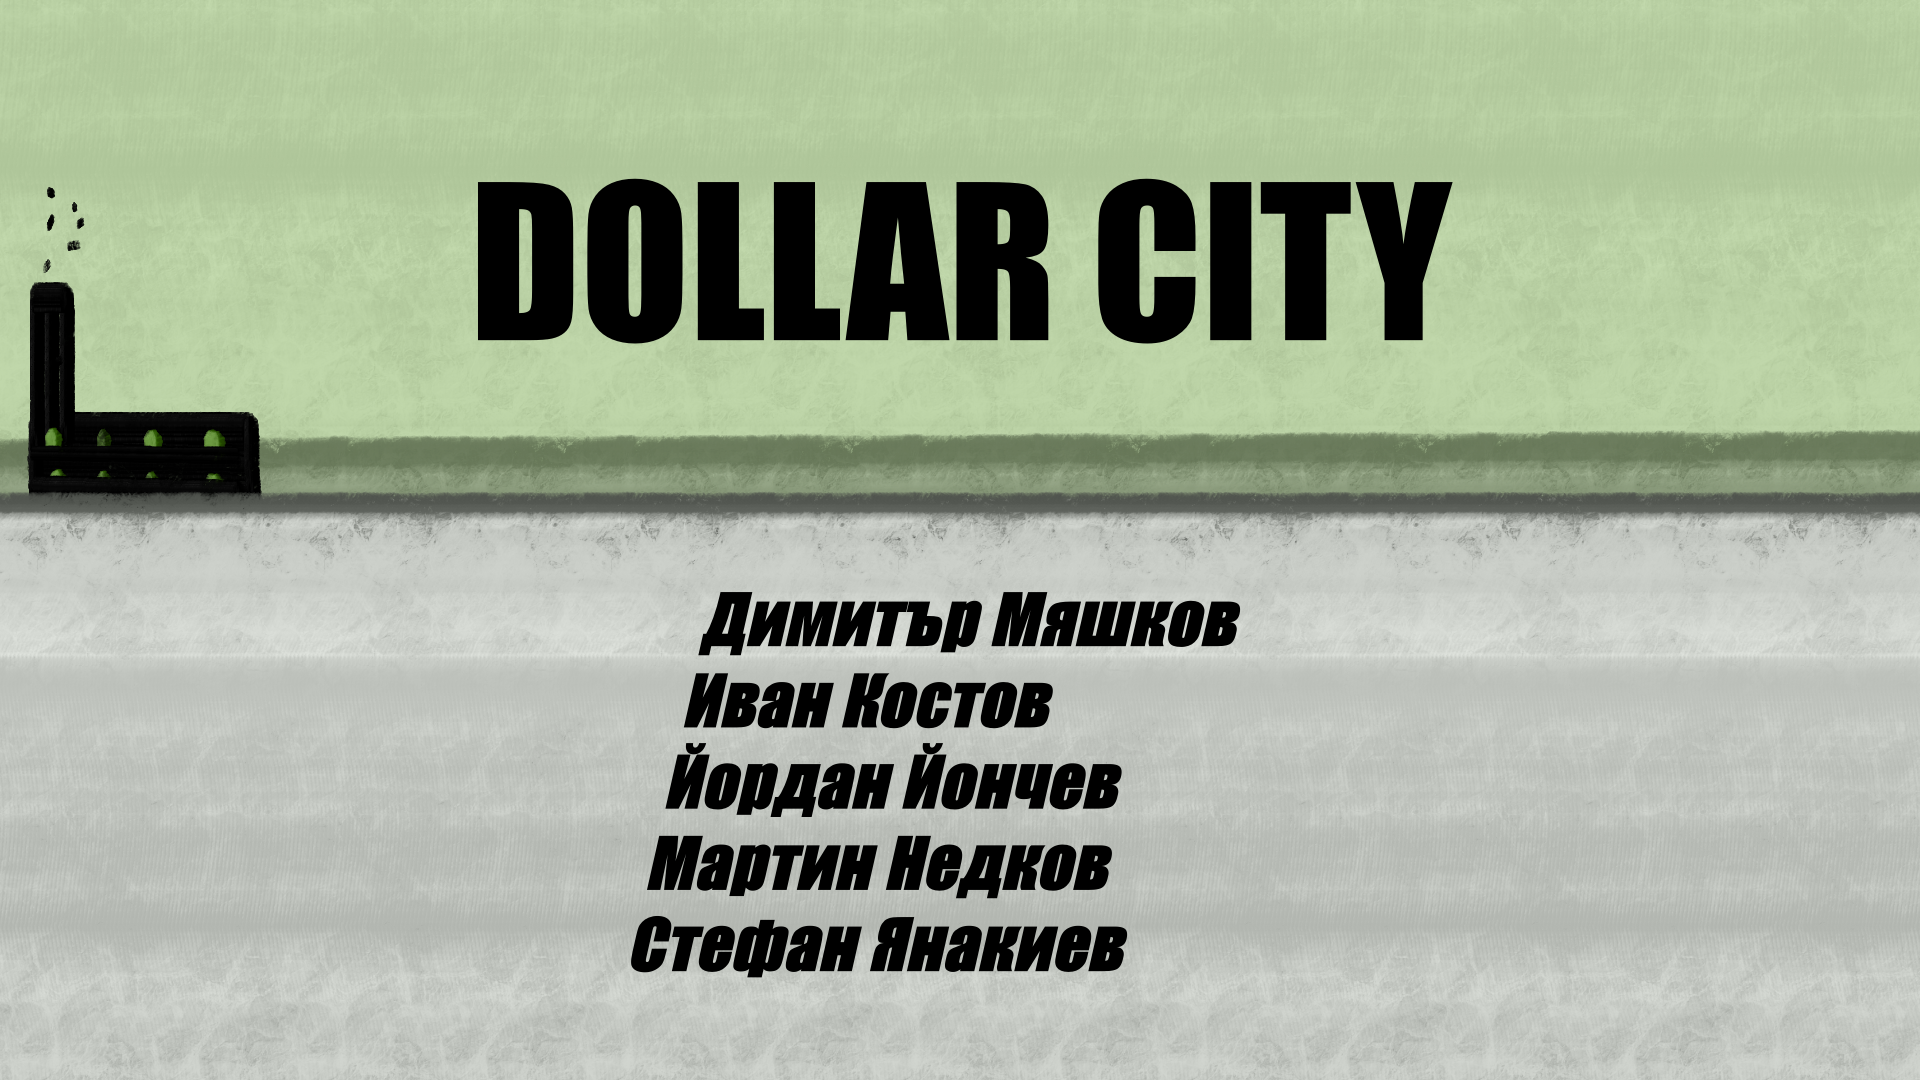 DOLLAR CITY
Димитър Мяшков
Иван Костов
Йордан Йончев
Мартин Недков
Стефан Янакиев